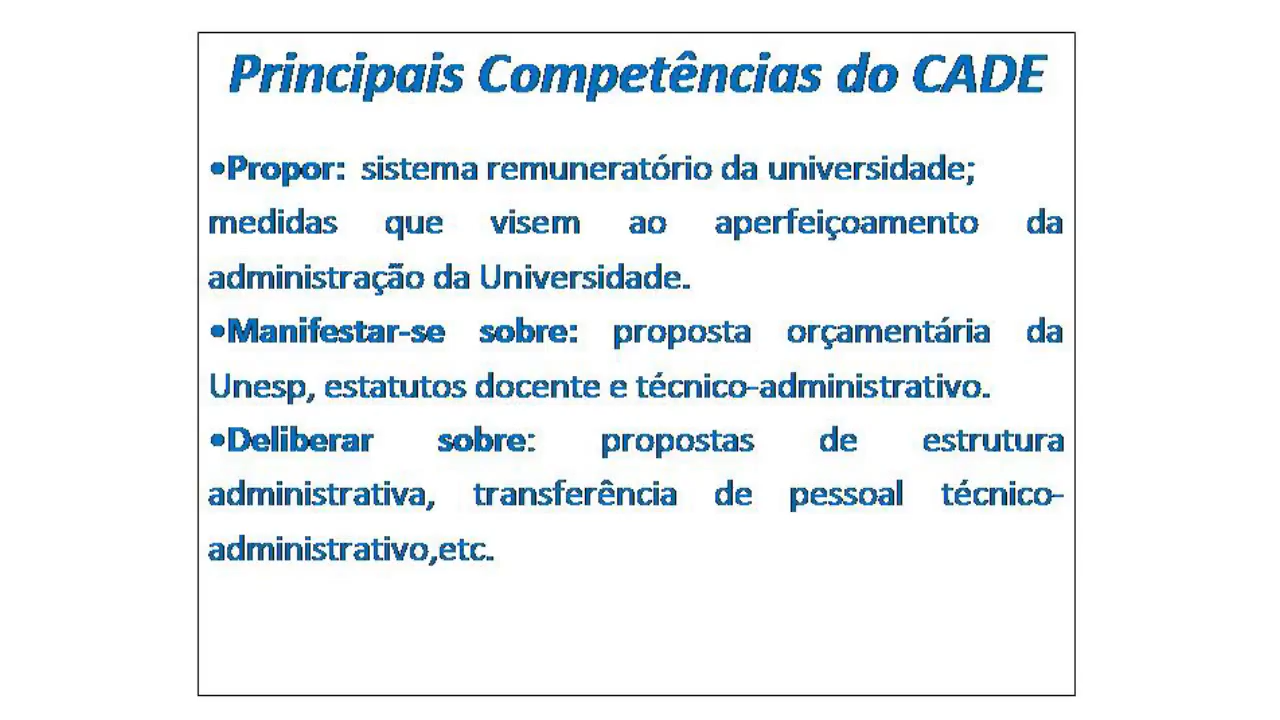 Principais Competências do CADE
•Propor: sistema remuneratório da universidade;
medidas que visem ao aperfeiçoamento da
administração da Universidade.
•Manifestar-se sobre: proposta orçamentária da
Unesp, estatutos docente e técnico-administrativo.
•Deliberar sobre: propostas de estrutura
administrativa, transferência de pessoal técnico-
administrativo,etc.